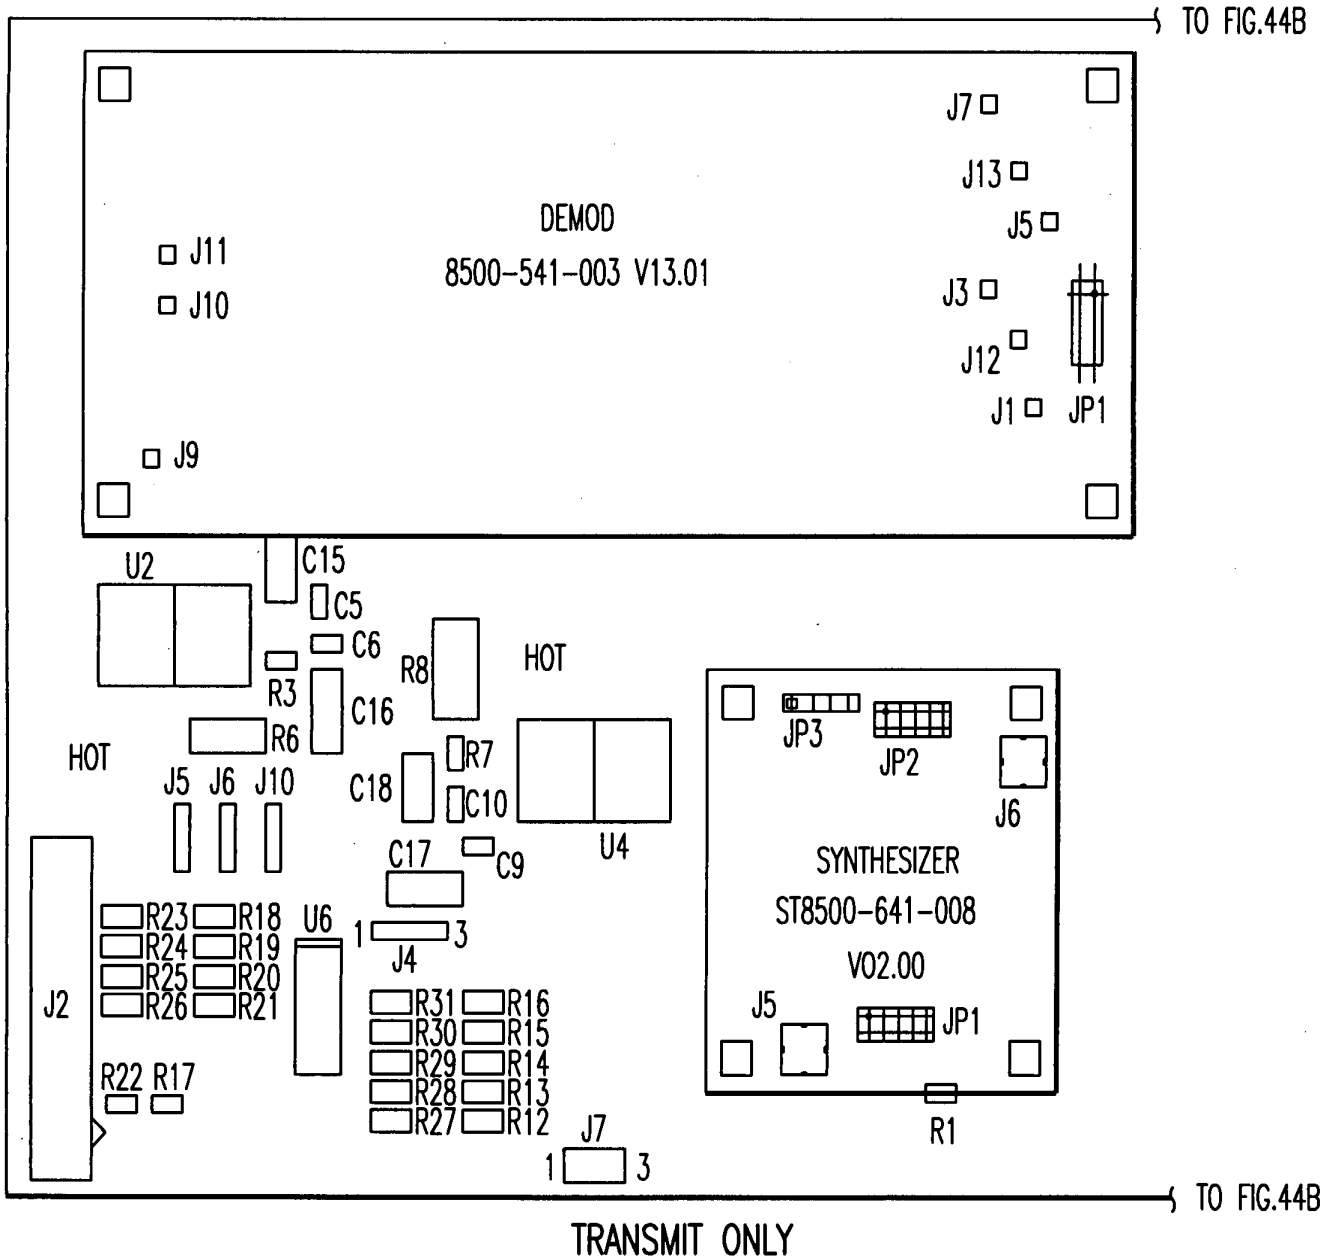 TO FIG.44B
J7
J13
DEMOD
J5
J11
8500-541-003 V13.01
J10
J3
J12
J1
JP1
J9
U2
C15
C5
C6
R8
HOT
R3
C16
R6
JP3
HOT
R7
JP2
J5 J6 J10
C18
C10
J6
U4
C17
C9
SYNTHESIZER
R23 R18
U6
ST8500-641-008
1 3
R24 R19
J4
R25 R20
V02.00
R26 R21
J2
J5
R31 R16
JP1
R30 R15
R29 R14
R22 R17
R28 R13
R27 R12
J7
R1
1 3
TO FIG.44B
TRANSMIT ONLY